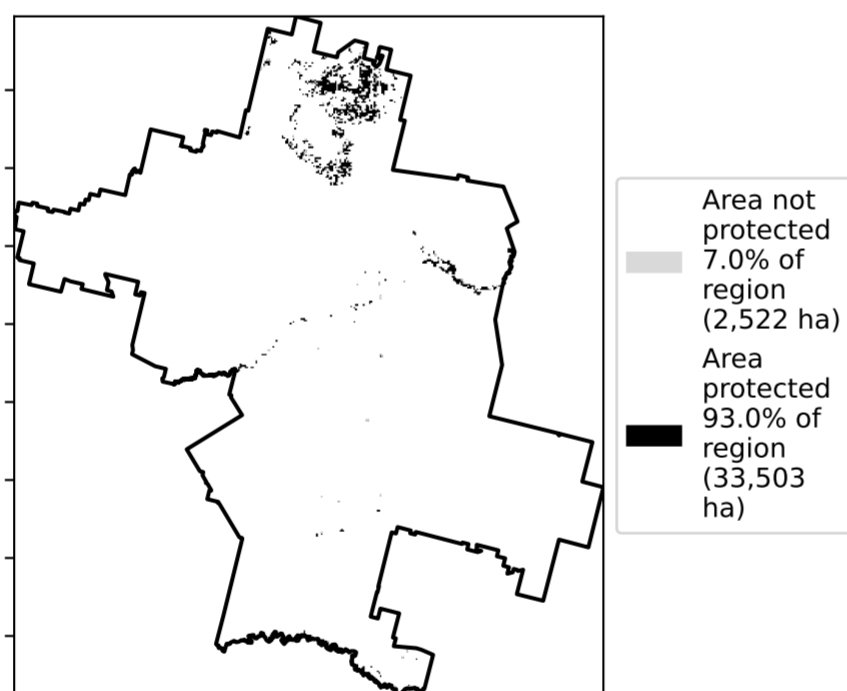 Area not
protected
7.0% of
region
(2,522 ha)
Area
protected
93.0% of
region
(33,503
ha)